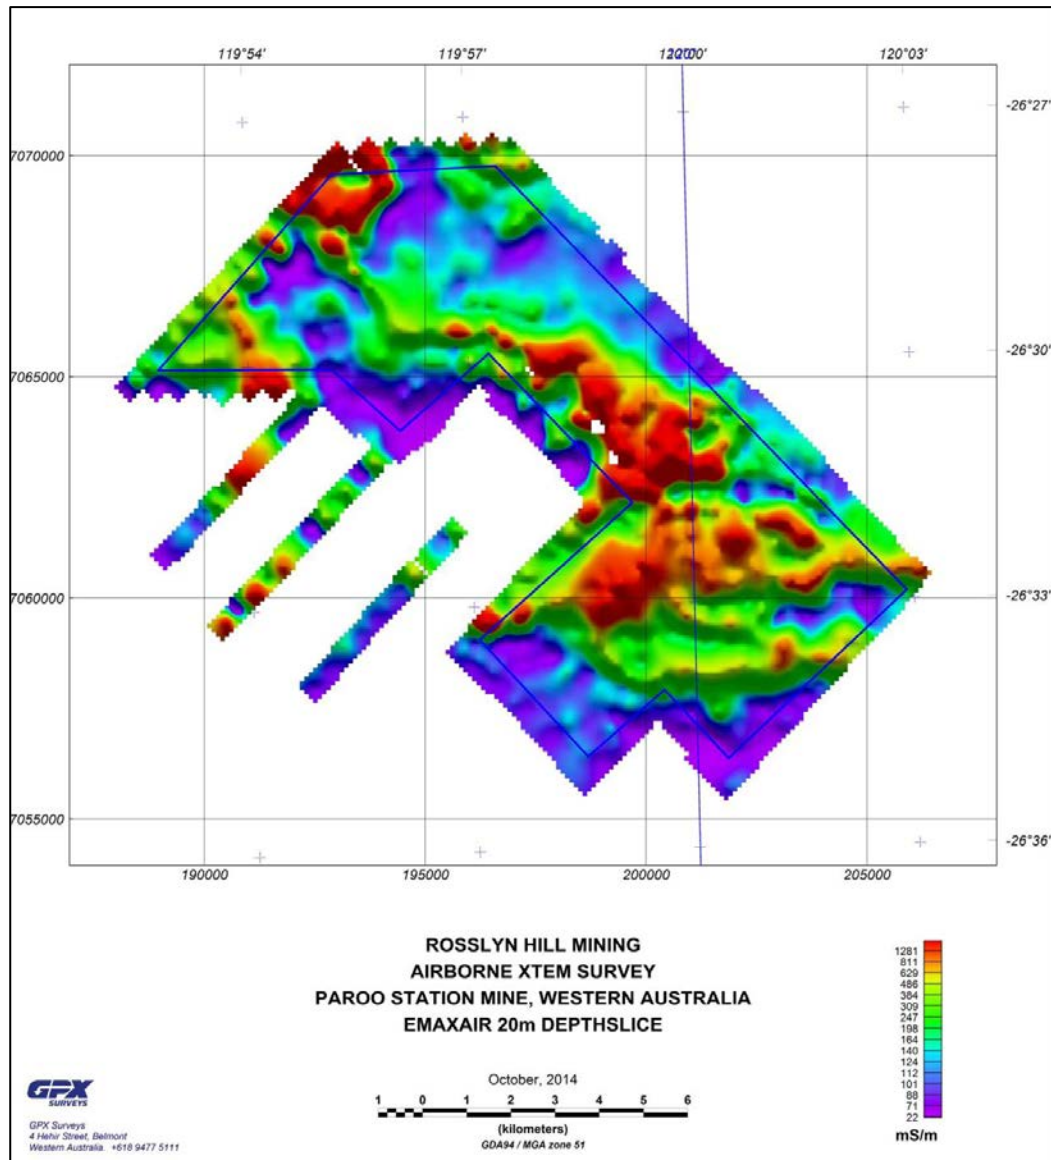 119°54'
119°57'
120°00'
120°03'
-26°27'
7070000
-26°30'
7065000
-26°33'
7060000
-26°36'
7055000
190000
195000
200000
205000
ROSSLYN HILL MINING
AIRBORNE XTEM SURVEY
PAROO STATION MINE, WESTERN AUSTRALIA
EMAXAIR 20m DEPTHSLICE
1281
811
629
486
384
309
247
198
164
140
124
112
101
88
71
22
mS/m
October, 2014
1 0 1 2 3 4 5 6
(kilometers)
GDA94 / MGA zone 51
GPX
SURVEYS
GPX Surveys
4 Hehir Street, Belmont
Western Australia. +618 9477 5111